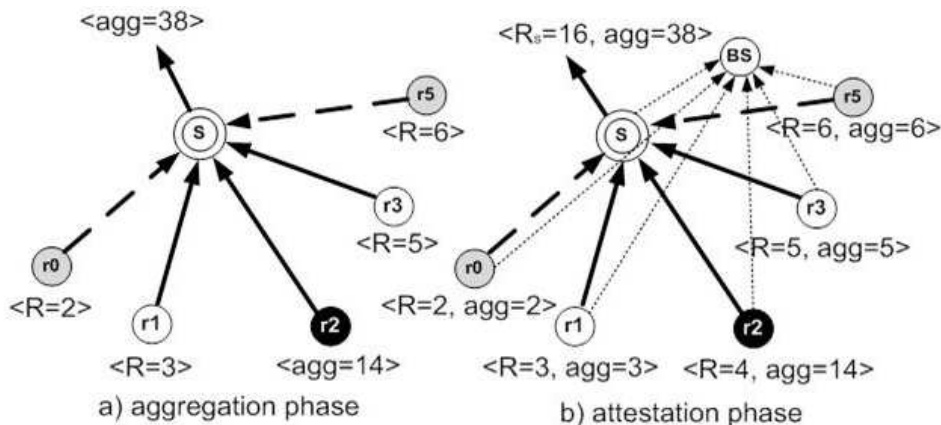 <agg=38>
S
r5
<R=6>
r3
<R=5>
r0
<R=2>
r1
<R=3>
r2
<agg=14>
a) aggregation phase
<Rs=16, agg=38>
BS
S
r5
<R=6, agg=6>
r3
<R=5, agg=5>
r0
<R=2, agg=2>
r1
<R=3, agg=3>
r2
<R=4, agg=14>
b) attestation phase